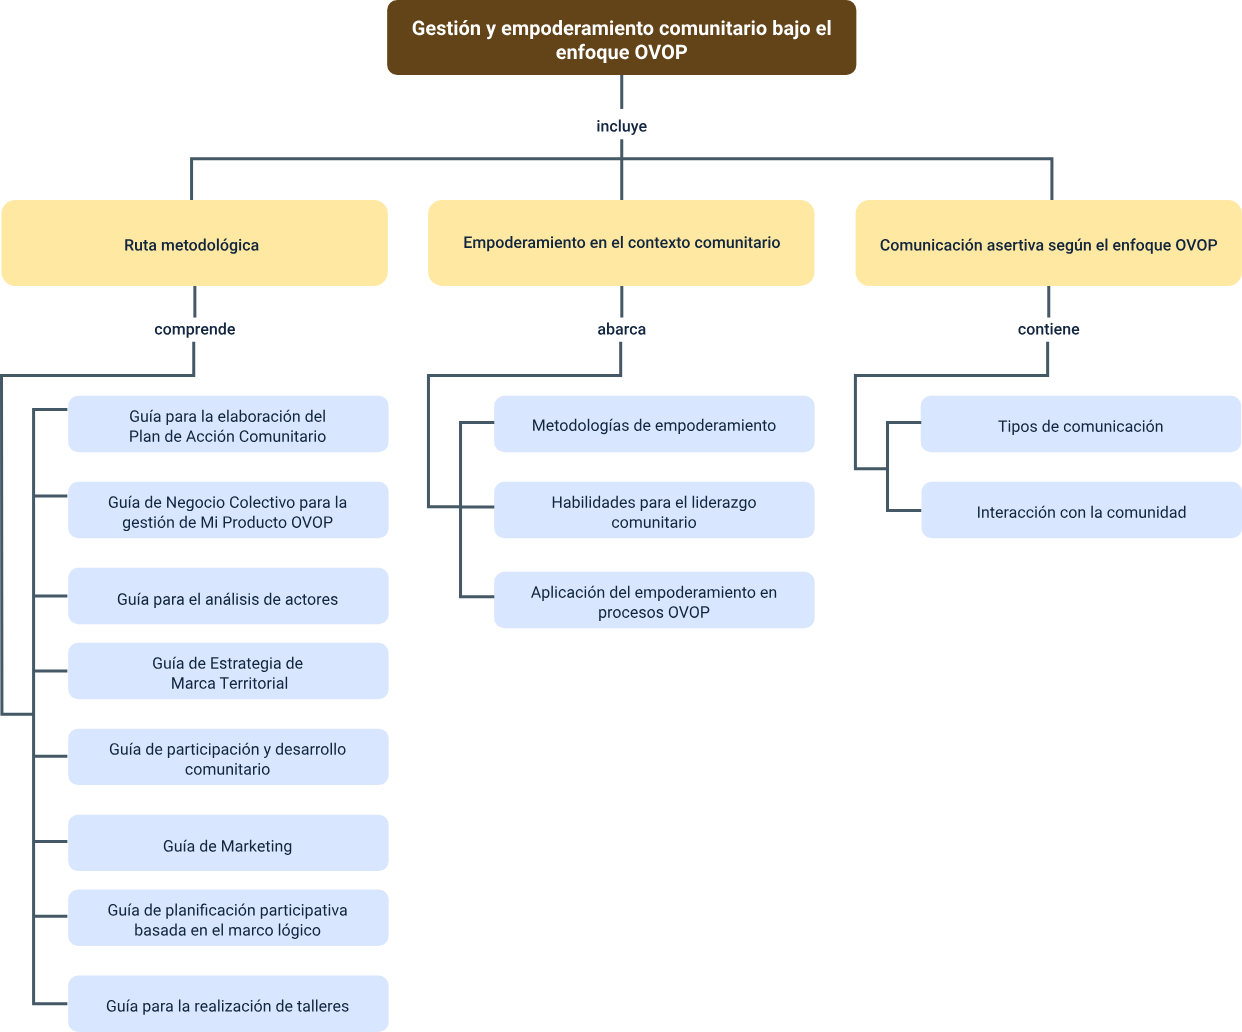 Gestión y empoderamiento comunitario bajo el
enfoque OVOP
incluye
Ruta metodológica
Empoderamiento en el contexto comunitario
Comunicación asertiva según el enfoque OVOP
comprende
abarca
contiene
Guía para la elaboración del
Plan de Acción Comunitario
Guía de Negocio Colectivo para la
gestión de Mi Producto OVOP
Guía para el análisis de actores
Guía de Estrategia de
Marca Territorial
Guía de participación y desarrollo
comunitario
Guía de Marketing
Guía de planificación participativa
basada en el marco lógico
Guía para la realización de talleres
Metodologías de empoderamiento
Habilidades para el liderazgo
comunitario
Aplicación del empoderamiento en
procesos OVOP
Tipos de comunicación
Interacción con la comunidad